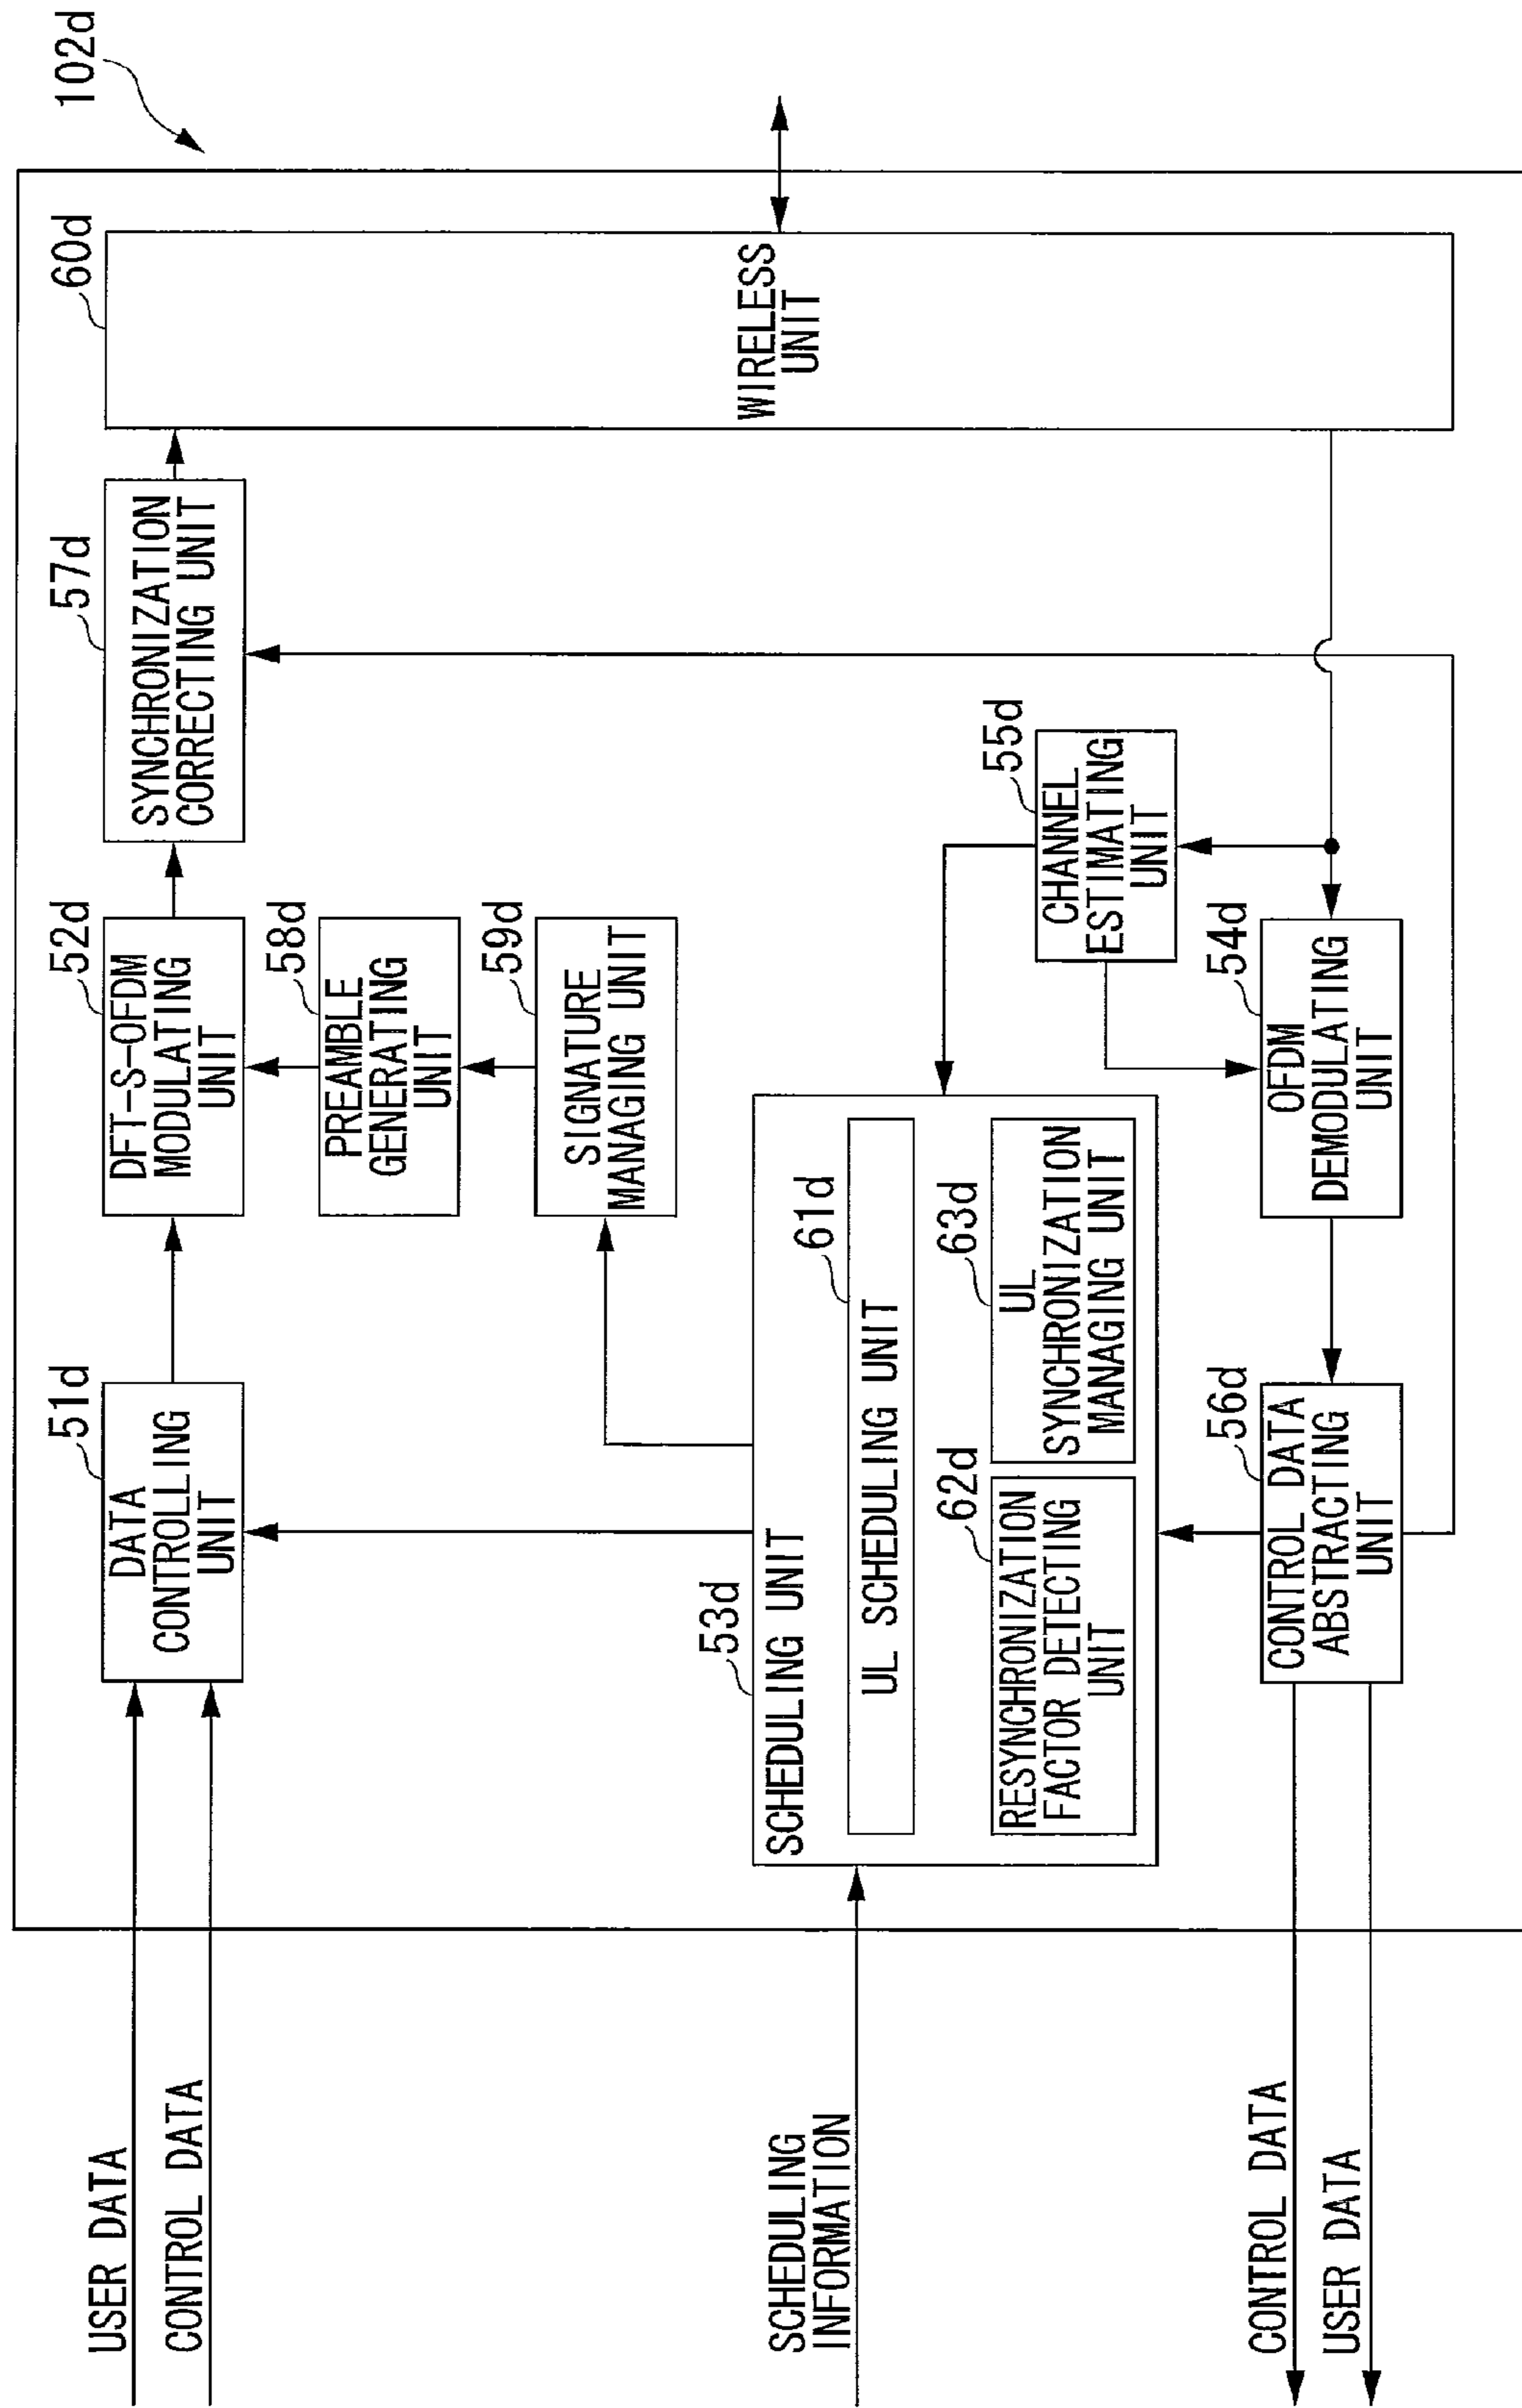 102d
USER DATA
CONTROL DATA
51d
DATA
CONTROLLING
UNIT
52d
DFT-S-OFDM
MODULATING
UNIT
57d
SYNCHRONIZATION
CORRECTING UNIT
60d
WIRELESS
UNIT
58d
PREAMBLE
GENERATING
UNIT
59d
SIGNATURE
MANAGING UNIT
SCHEDULING
INFORMATION
53d
SCHEDULING UNIT
61d
UL SCHEDULING UNIT
62d
RESYNCHRONIZATION
FACTOR DETECTING
UNIT
63d
UL
SYNCHRONIZATION
MANAGING UNIT
55d
CHANNEL
ESTIMATING
UNIT
54d
OFDM
DEMODULATING
UNIT
56d
CONTROL DATA
ABSTRACTING
UNIT
CONTROL DATA
USER DATA